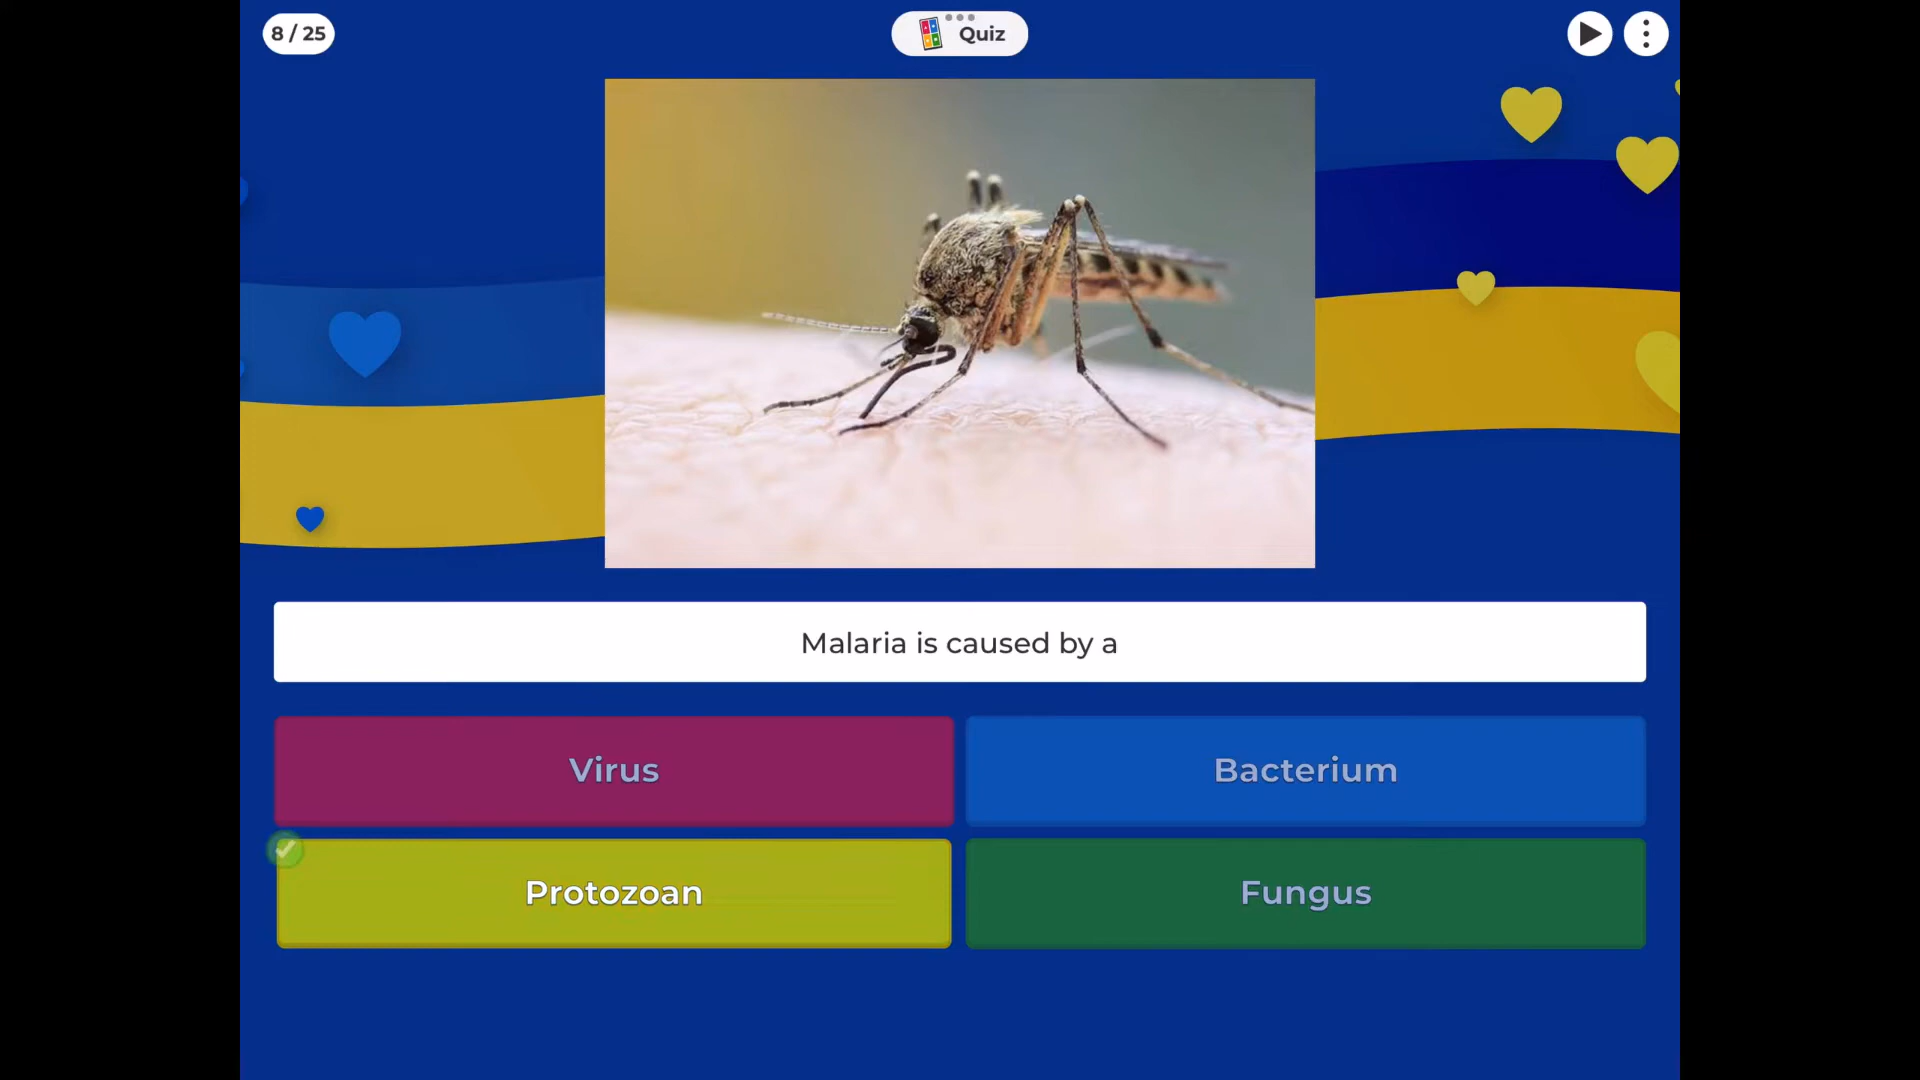 8 / 25
Quiz
Malaria is caused by a
Virus
Bacterium
Protozoan
Fungus